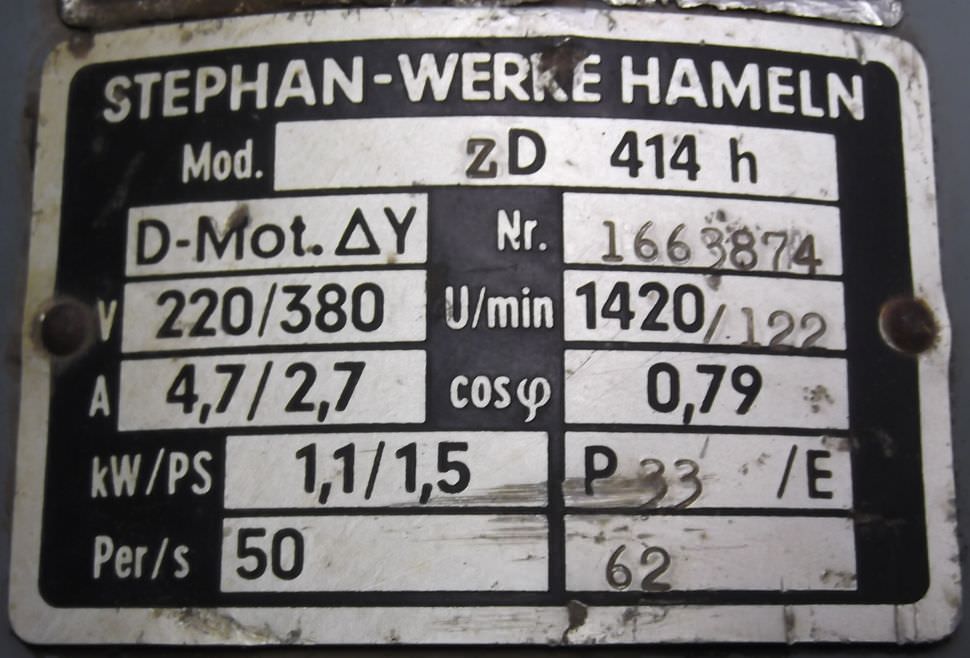 STEPHAN-WERKE HAMELN
Mod. zD 414 h
D-Mot. ΔY Nr. 1663874
V 220/380 U/min 1420/122
A 4,7/2,7 cosφ 0,79
kW/PS 1,1/1,5 P 33 /E
Per/s 50 62